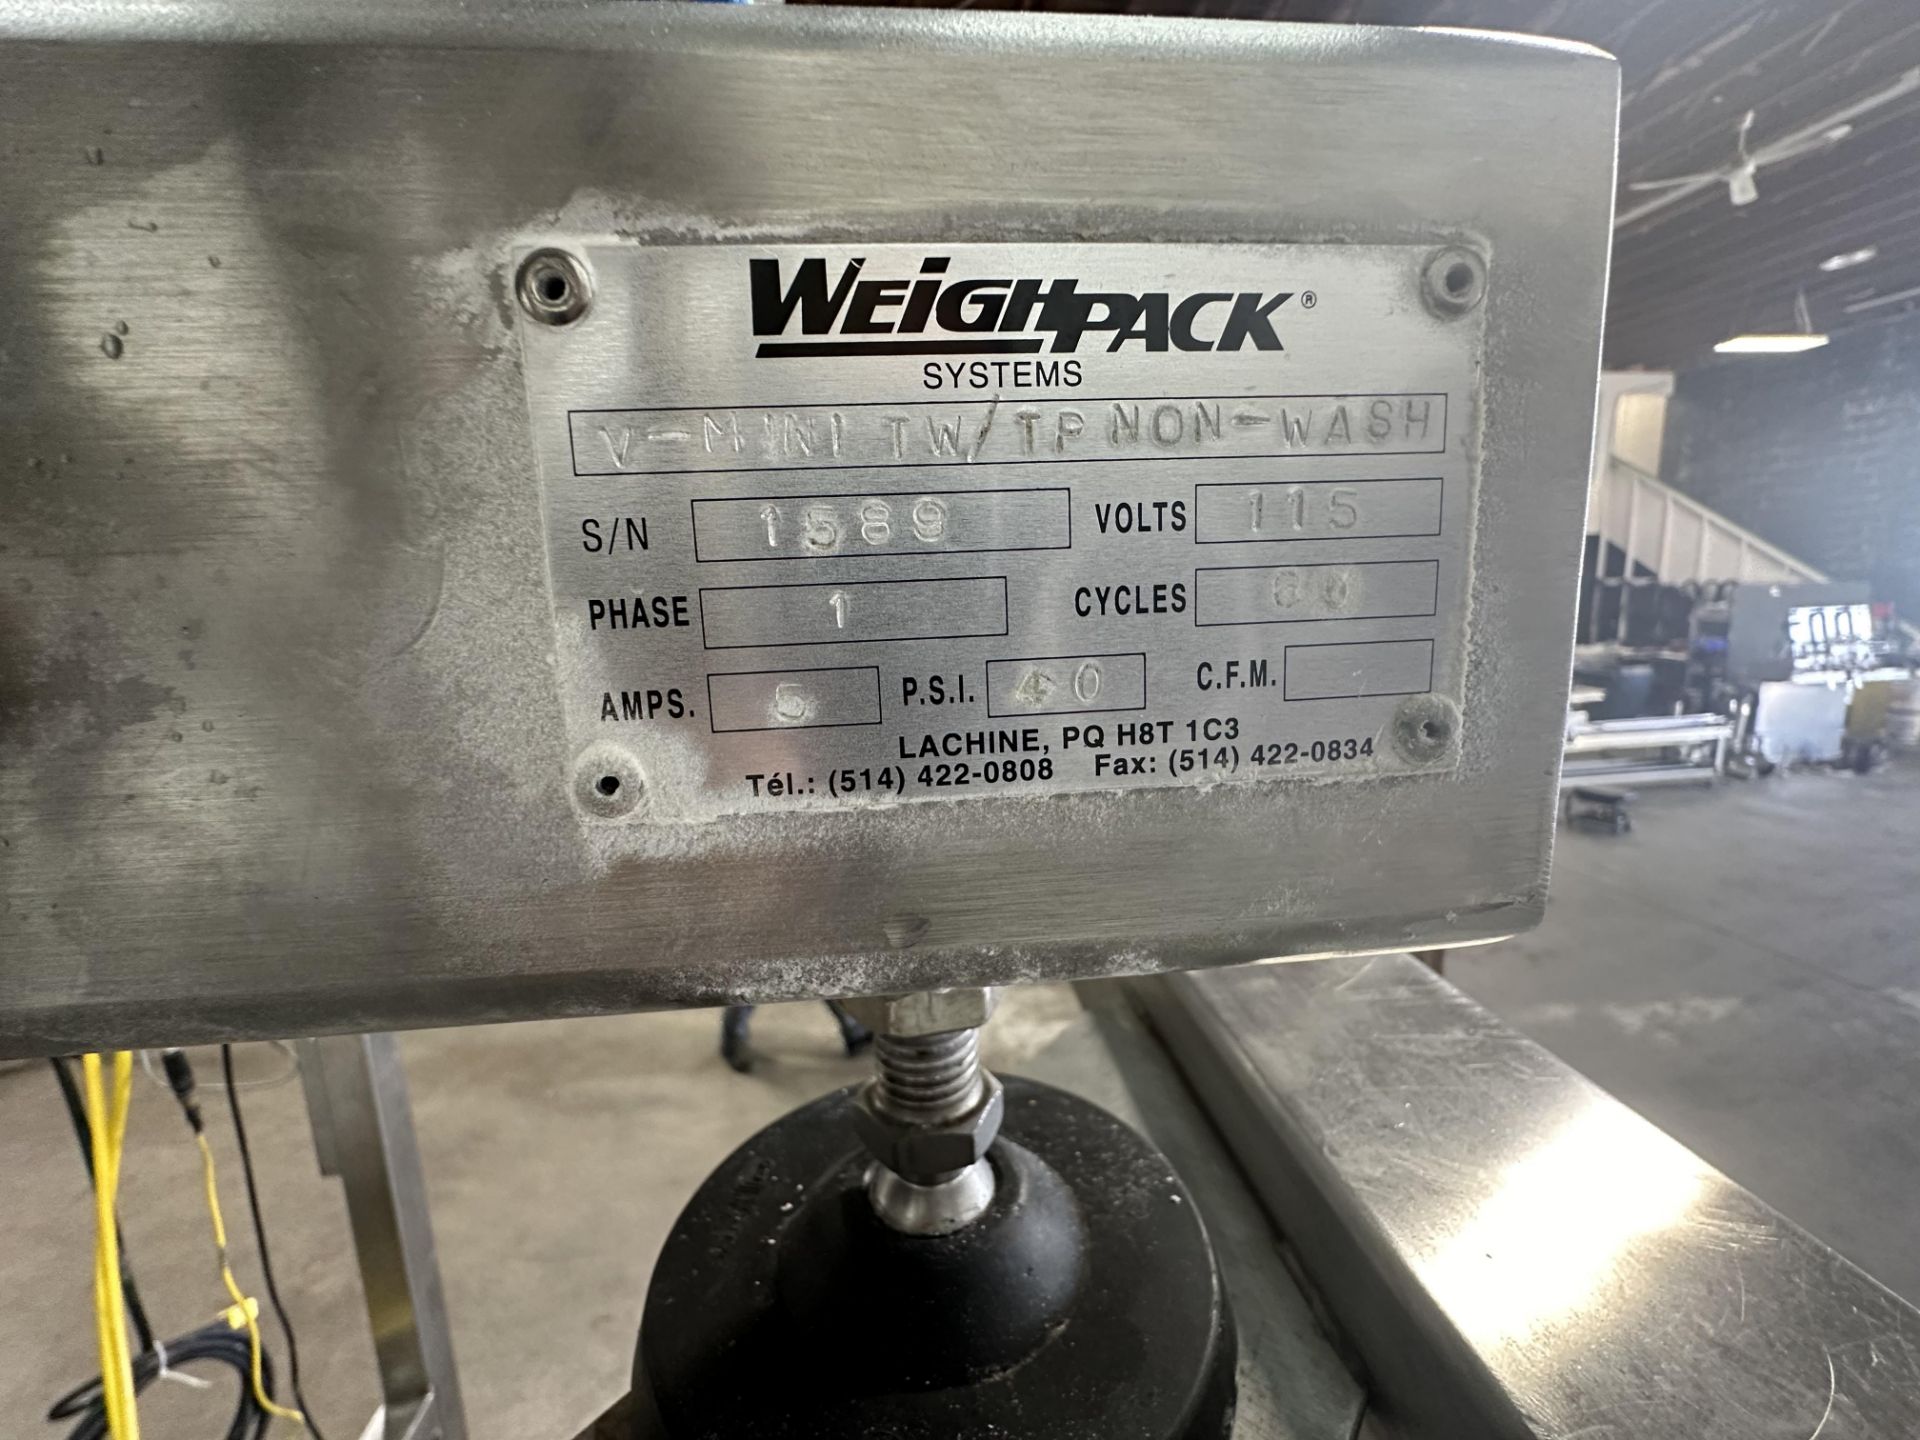 WEIGHPACK®
SYSTEMS
V-MINI TW/TP NON-WASH
S/N 1589 VOLTS 115
PHASE 1 CYCLES 60
AMPS. 5 P.S.I. 40 C.F.M.
LACHINE, PQ H8T 1C3
Tél.: (514) 422-0808 Fax: (514) 422-0834